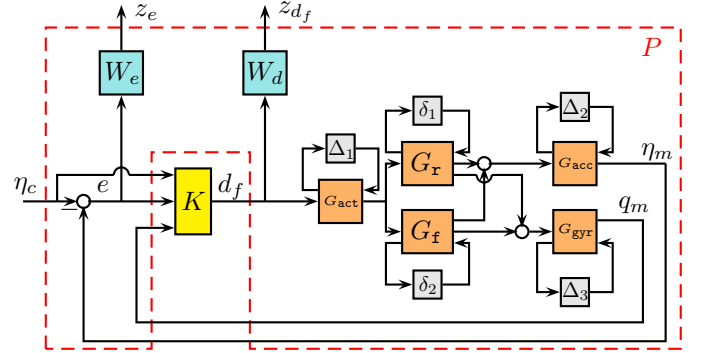 z_e
z_{d_f}
P
W_e
W_d
δ_1
Δ_2
Δ_1
η_c
e
K
d_f
G_act
G_r
G_acc
η_m
−
G_f
G_gyr
q_m
δ_2
Δ_3